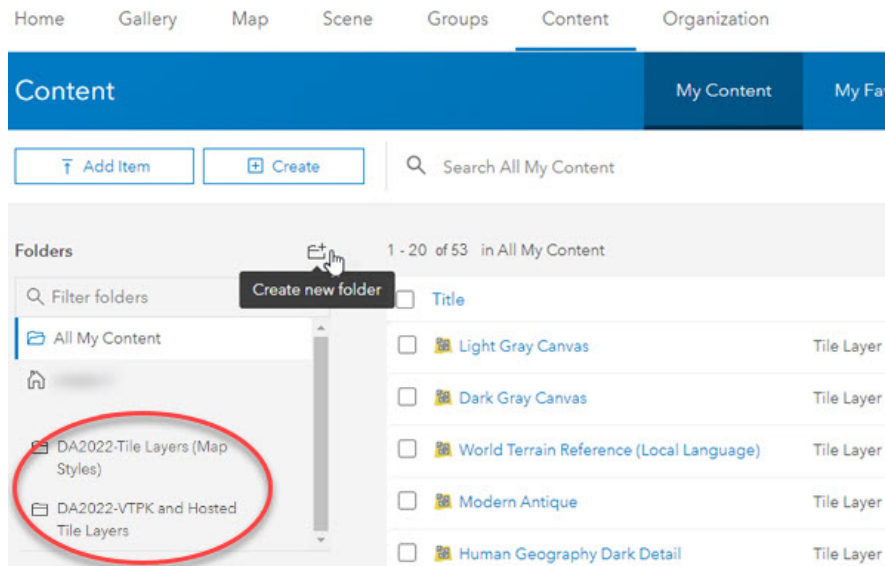 Home Gallery Map Scene Groups Content Organization
Content My Content My Fa
Add Item Create Search All My Content
Folders 1 - 20 of 53 in All My Content
Create new folder
Filter folders Title
All My Content Light Gray Canvas Tile Layer
Dark Gray Canvas Tile Layer
DA2022-Tile Layers (Map
Styles)
World Terrain Reference (Local Language) Tile Layer
DA2022-VTPK and Hosted
Tile Layers
Modern Antique Tile Layer
Human Geography Dark Detail Tile Layer